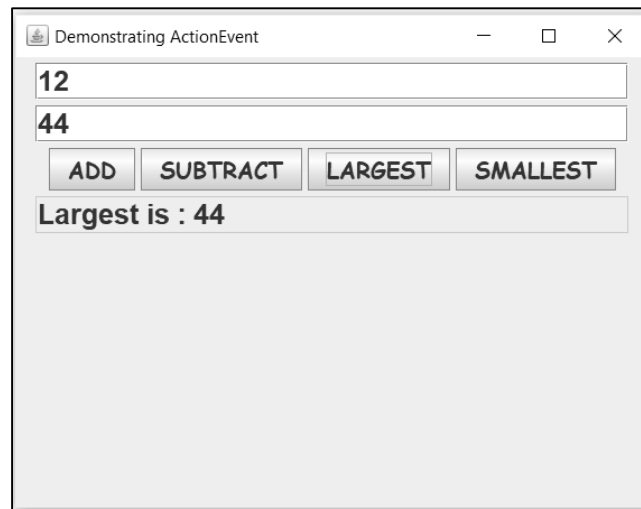 Demonstrating ActionEvent
12
44
ADD SUBTRACT LARGEST SMALLEST
Largest is : 44